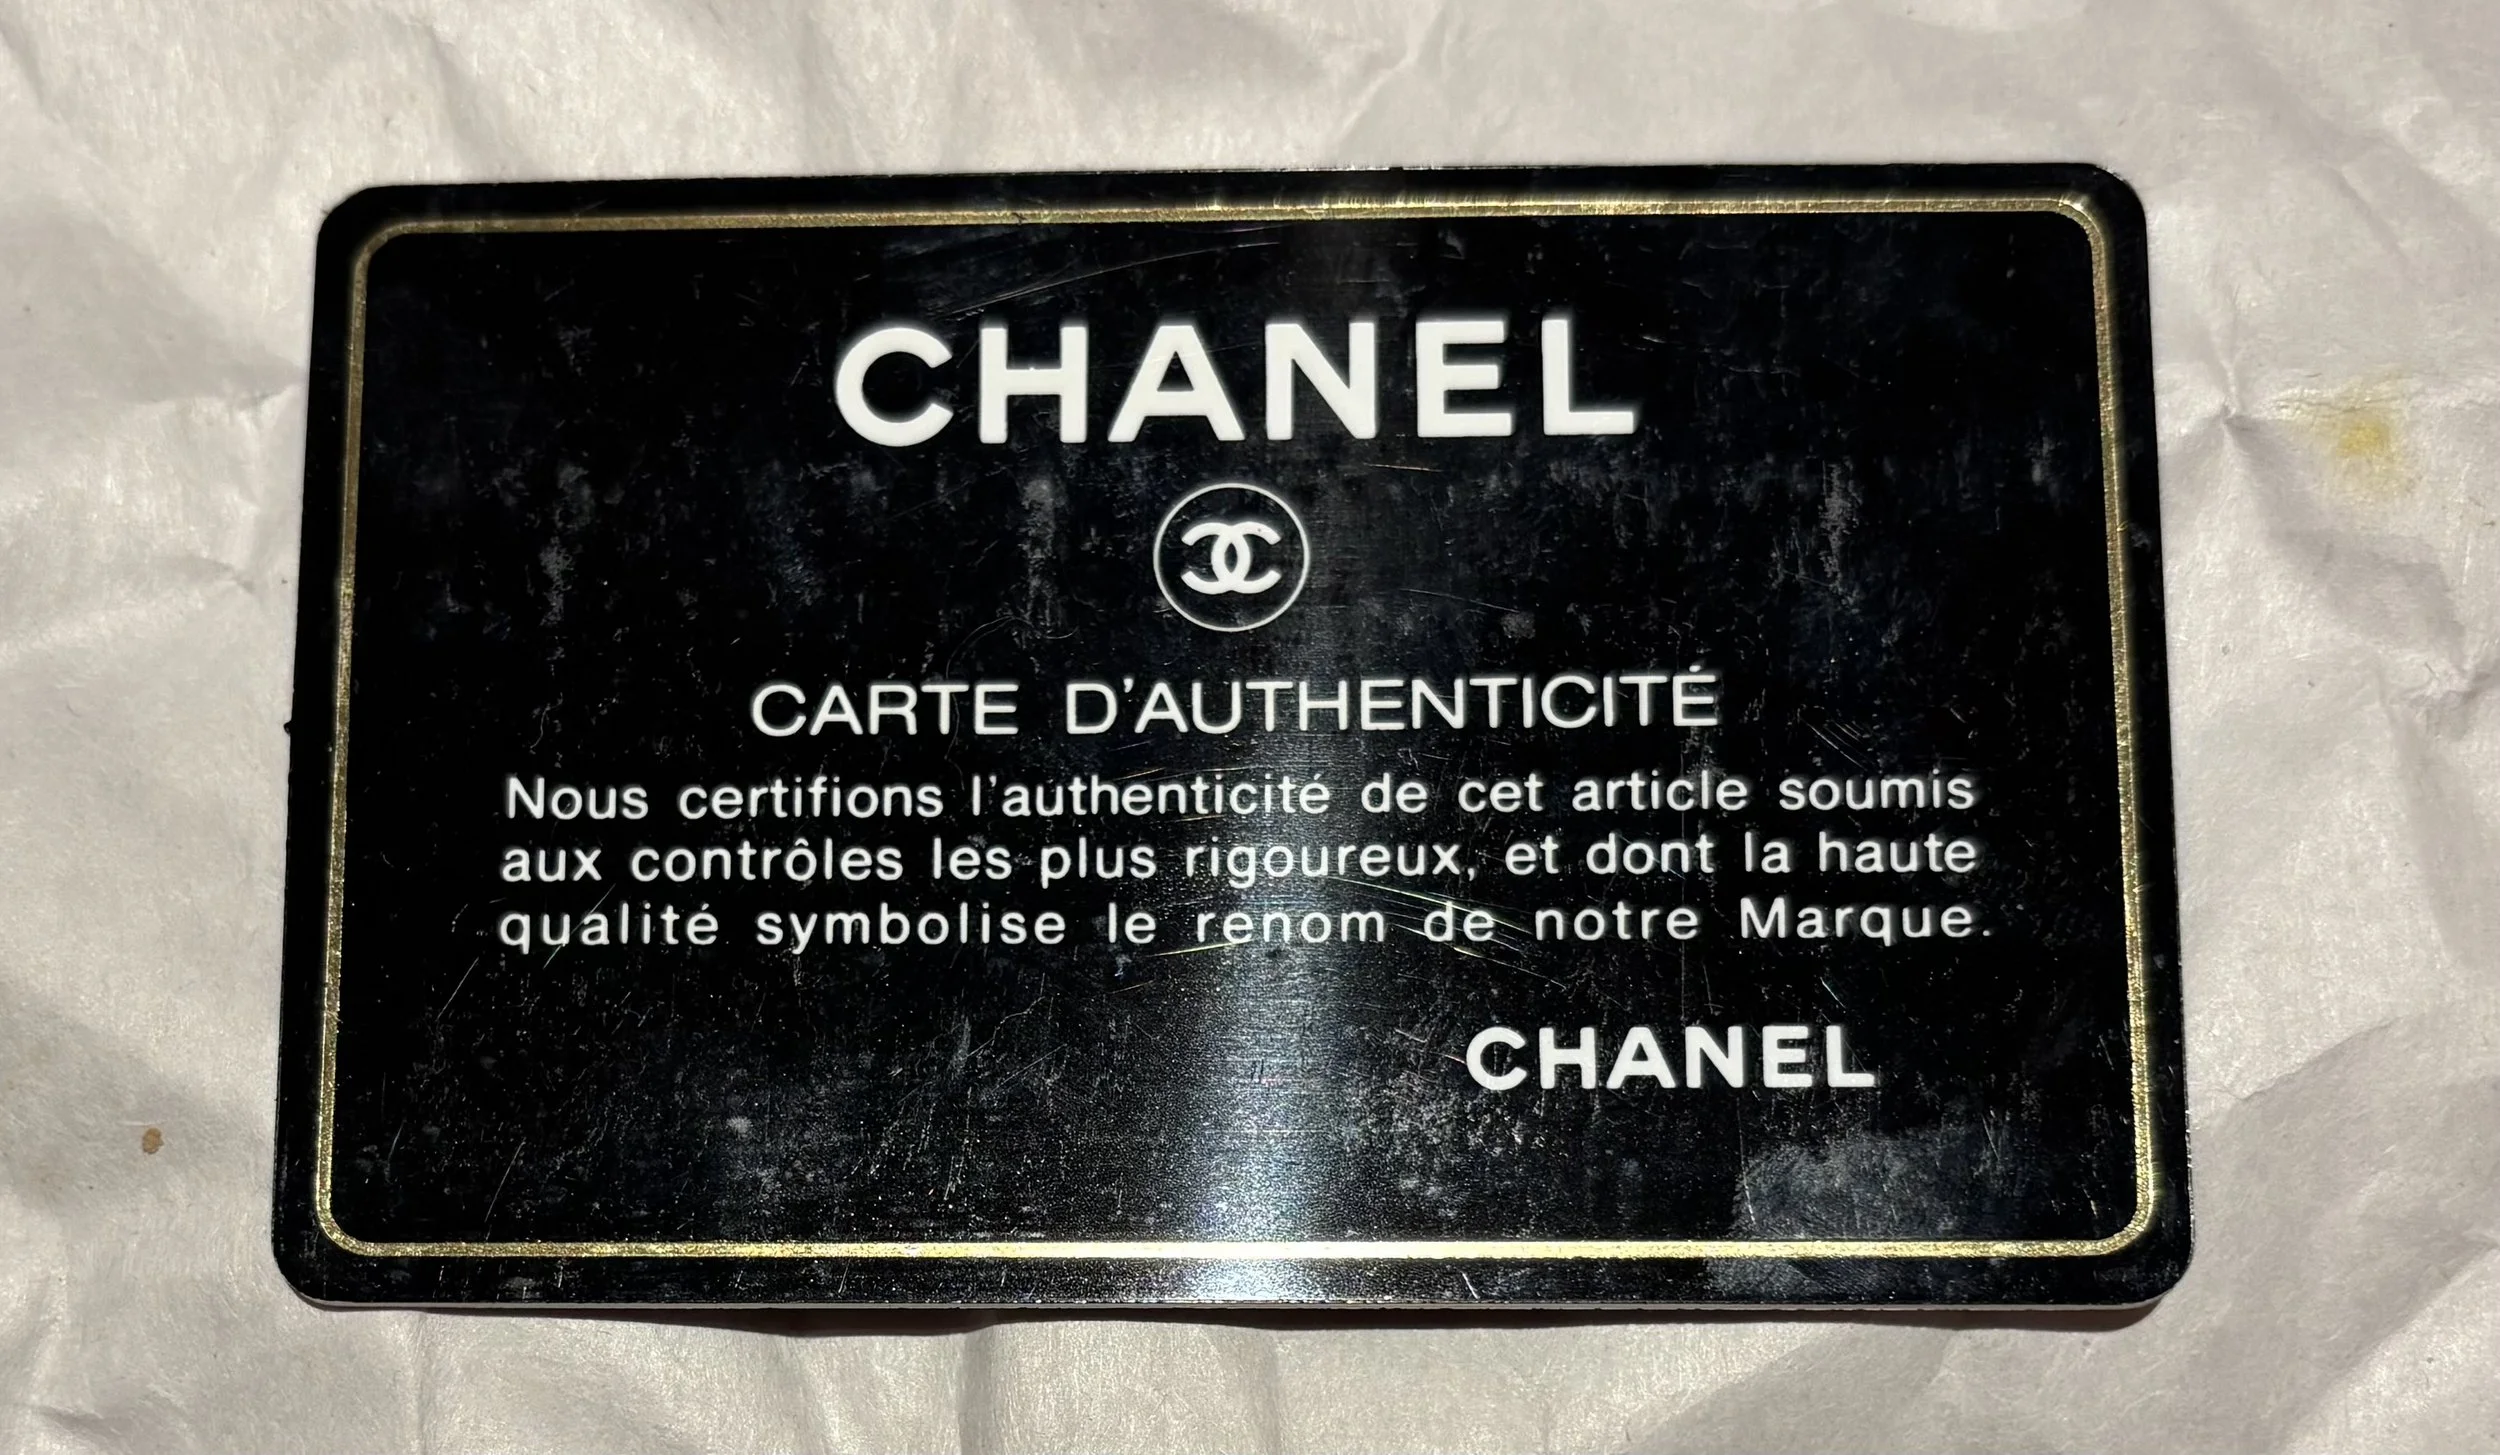 CHANEL
CARTE D'AUTHENTICITÉ
Nous certifions l'authenticité de cet article soumis
aux contrôles les plus rigoureux, et dont la haute
qualité symbolise le renom de notre Marque.
CHANEL